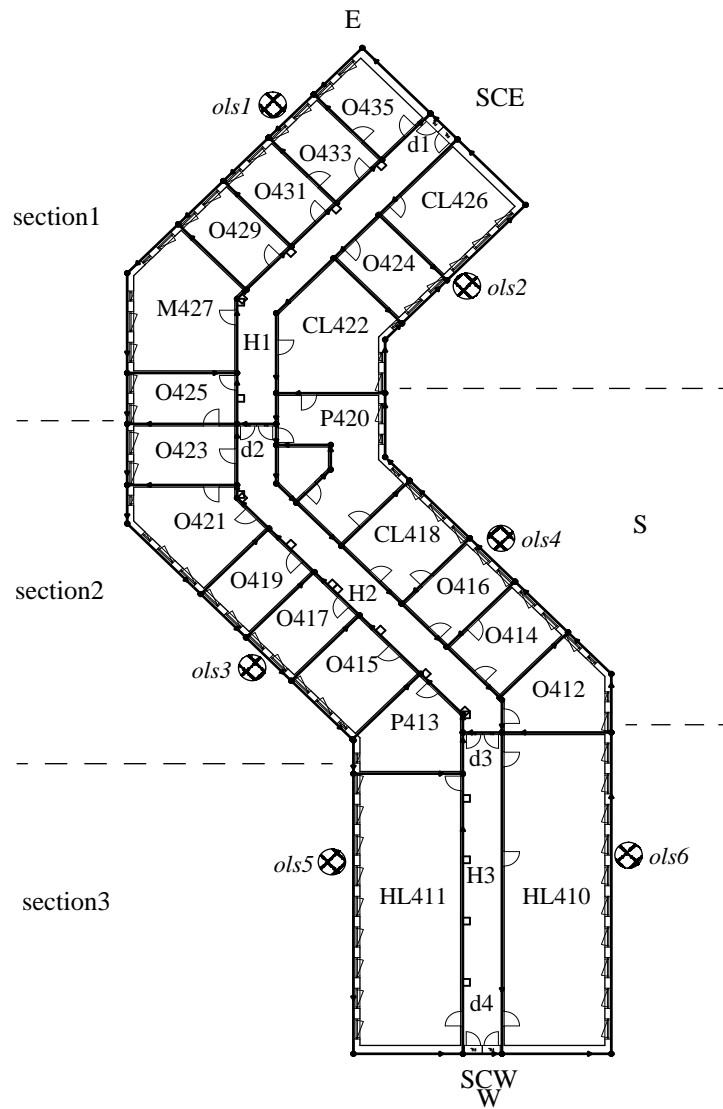 E
SCE
ols1
O435
d1
O433
O431
CL426
section1
O429
O424
ols2
M427
H1
CL422
O425
P420
O423
d2
O421
CL418
ols4
S
O419
O416
section2
H2
O417
O414
ols3
O415
O412
P413
d3
ols5
ols6
H3
HL411
HL410
section3
d4
SCW
W